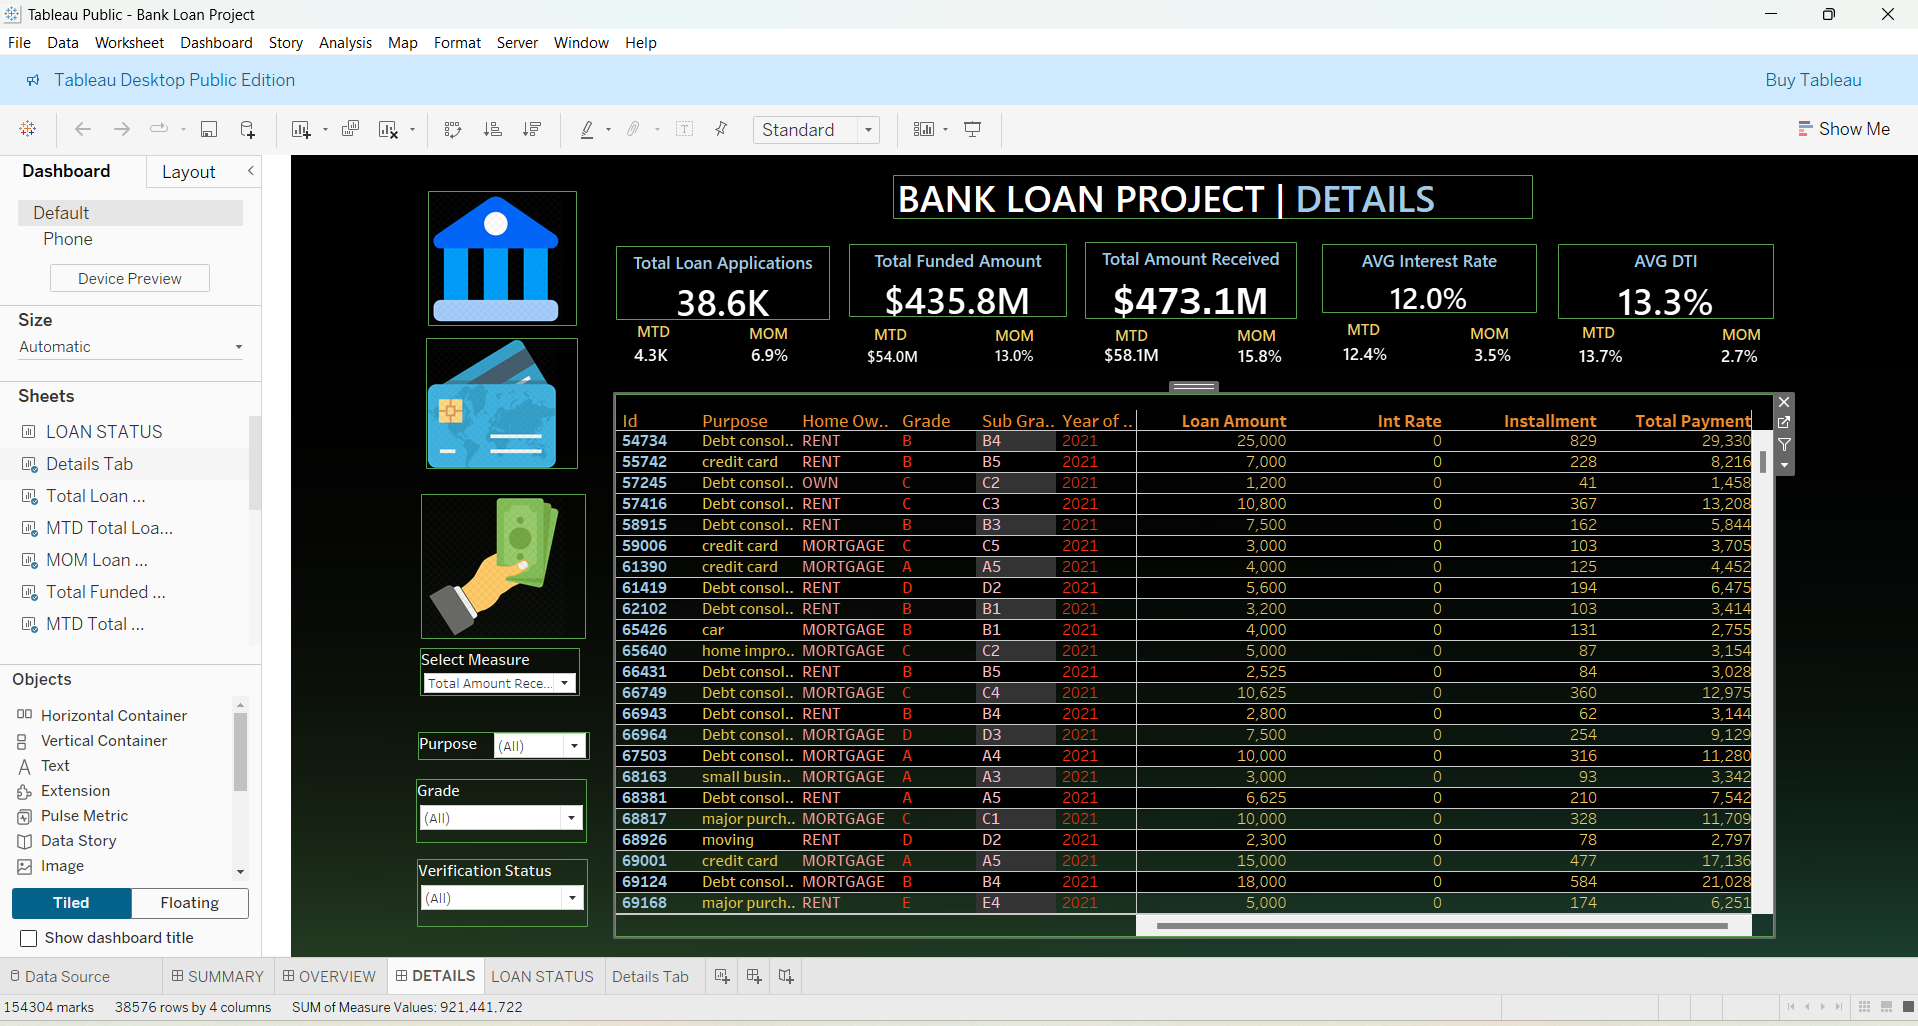 Tableau Public - Bank Loan Project
File Data Worksheet Dashboard Story Analysis Map Format Server Window Help
Tableau Desktop Public Edition Buy Tableau
Standard Show Me
Dashboard Layout
Default
Phone
Device Preview
Size
Automatic
Sheets
LOAN STATUS
Details Tab
Total Loan ...
MTD Total Loa...
MOM Loan ...
Total Funded ...
MTD Total ...
Objects
Horizontal Container
Vertical Container
Text
Extension
Pulse Metric
Data Story
Image
Tiled Floating
Show dashboard title
BANK LOAN PROJECT | DETAILS
Total Loan Applications
38.6K
MTD MOM
4.3K 6.9%
Total Funded Amount
$435.8M
MTD MOM
$54.0M 13.0%
Total Amount Received
$473.1M
MTD MOM
$58.1M 15.8%
AVG Interest Rate
12.0%
MTD MOM
12.4% 3.5%
AVG DTI
13.3%
MTD MOM
13.7% 2.7%
Select Measure
Total Amount Rece...
Purpose (All)
Grade
(All)
Verification Status
(All)
Id Purpose Home Ow.. Grade Sub Gra.. Year of .. Loan Amount Int Rate Installment Total Payment
54734 Debt consol.. RENT B B4 2021 25,000 0 829 29,330
55742 credit card RENT B B5 2021 7,000 0 228 8,216
57245 Debt consol.. OWN C C2 2021 1,200 0 41 1,458
57416 Debt consol.. RENT C C3 2021 10,800 0 367 13,208
58915 Debt consol.. RENT B B3 2021 7,500 0 162 5,844
59006 credit card MORTGAGE C C5 2021 3,000 0 103 3,705
61390 credit card MORTGAGE A A5 2021 4,000 0 125 4,452
61419 Debt consol.. RENT D D2 2021 5,600 0 194 6,475
62102 Debt consol.. RENT B B1 2021 3,200 0 103 3,414
65426 car MORTGAGE B B1 2021 4,000 0 131 2,755
65640 home impro.. MORTGAGE C C2 2021 5,000 0 87 3,154
66431 Debt consol.. RENT B B5 2021 2,525 0 84 3,028
66749 Debt consol.. MORTGAGE C C4 2021 10,625 0 360 12,975
66943 Debt consol.. RENT B B4 2021 2,800 0 62 3,144
66964 Debt consol.. MORTGAGE D D3 2021 7,500 0 254 9,129
67503 Debt consol.. MORTGAGE A A4 2021 10,000 0 316 11,280
68163 small busin.. MORTGAGE A A3 2021 3,000 0 93 3,342
68381 Debt consol.. RENT A A5 2021 6,625 0 210 7,542
68817 major purch.. MORTGAGE C C1 2021 10,000 0 328 11,709
68926 moving RENT D D2 2021 2,300 0 78 2,797
69001 credit card MORTGAGE A A5 2021 15,000 0 477 17,136
69124 Debt consol.. MORTGAGE B B4 2021 18,000 0 584 21,028
69168 major purch.. RENT E E4 2021 5,000 0 174 6,251
Data Source SUMMARY OVERVIEW DETAILS LOAN STATUS Details Tab
154304 marks 38576 rows by 4 columns SUM of Measure Values: 921,441,722